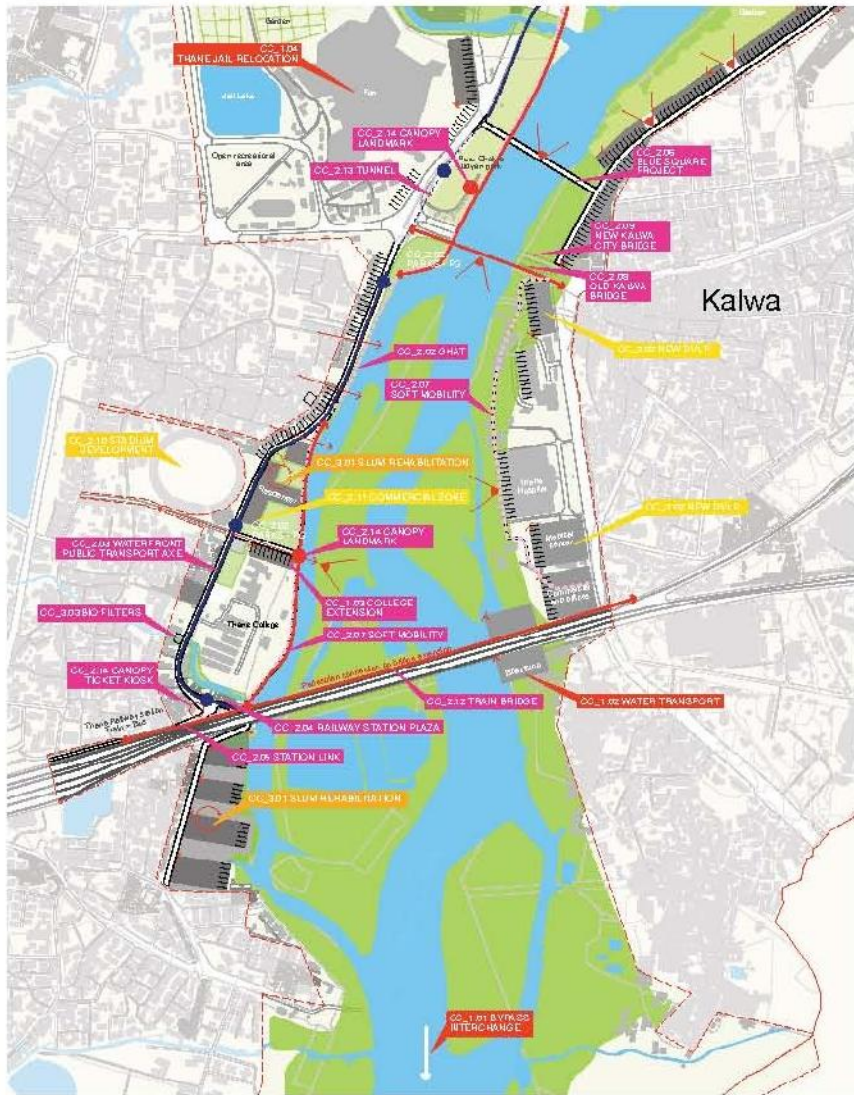 CC_1.04
THANE JAIL RELOCATION
Jail Lake
Open recreational
area
CC_2.14 CANOPY
LANDMARK
CC_2.13 TUNNEL
CC_2.06
BLUE SQUARE
PROJECT
CC_2.09
NEW KALWA
CITY BRIDGE
CC_2.08
OLD KALWA
BRIDGE
Kalwa
CC_2.02 GHAT
CC_2.07
SOFT MOBILITY
CC_2.10 STADIUM
DEVELOPMENT
CC_3.01 SLUM REHABILITATION
CC_2.11 COMMERCIAL ZONE
CC_2.03 WATERFRONT
PUBLIC TRANSPORT AXE
CC_2.14 CANOPY
LANDMARK
CC_1.03 COLLEGE
EXTENSION
CC_3.03 BIO FILTERS
Thane College
CC_2.07 SOFT MOBILITY
CC_2.14 CANOPY
TICKET KIOSK
CC_2.12 TRAIN BRIDGE
CC_1.02 WATER TRANSPORT
CC_2.04 RAILWAY STATION PLAZA
CC_2.05 STATION LINK
CC_3.01 SLUM REHABILITATION
CC_1.01 BYPASS
INTERCHANGE